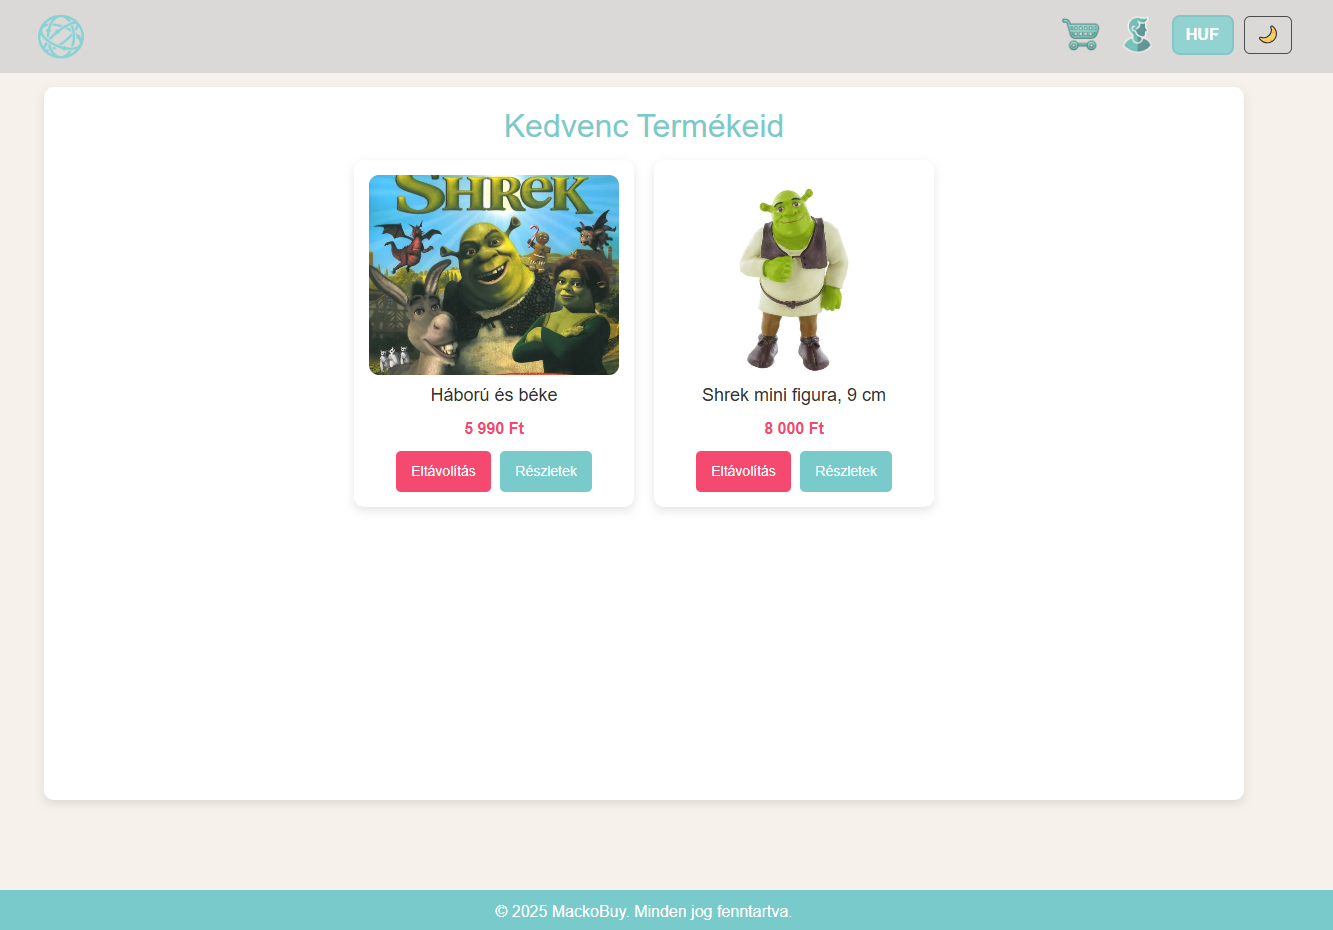 HUF
Kedvenc Termékeid
SHREK
Háború és béke
5 990 Ft
Eltávolítás Részletek
Shrek mini figura, 9 cm
8 000 Ft
Eltávolítás Részletek
© 2025 MackoBuy. Minden jog fenntartva.